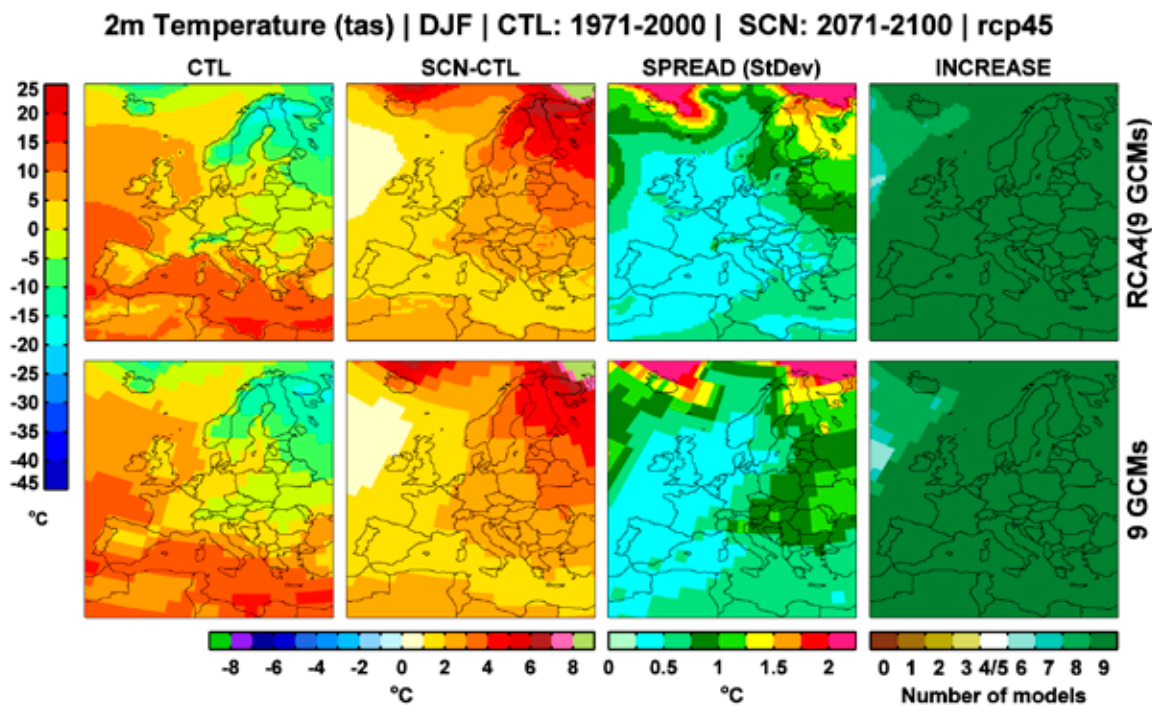 2m Temperature (tas) | DJF | CTL: 1971-2000 | SCN: 2071-2100 | rcp45
CTL
SCN-CTL
SPREAD (StDev)
INCREASE
25
20
15
10
5
0
-5
-10
-15
-20
-25
-30
-35
-40
-45
°C
RCA4(9 GCMs)
9 GCMs
-8 -6 -4 -2 0 2 4 6 8
°C
0 0.5 1 1.5 2
°C
0 1 2 3 4/5 6 7 8 9
Number of models